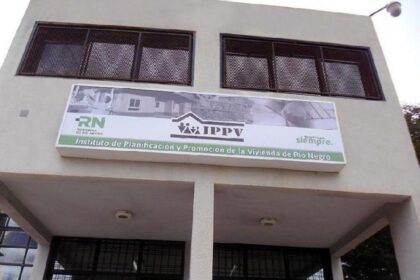 IPPV
RN
siempre.
Instituto de Planificación y Promoción de la Vivienda de Río Negro